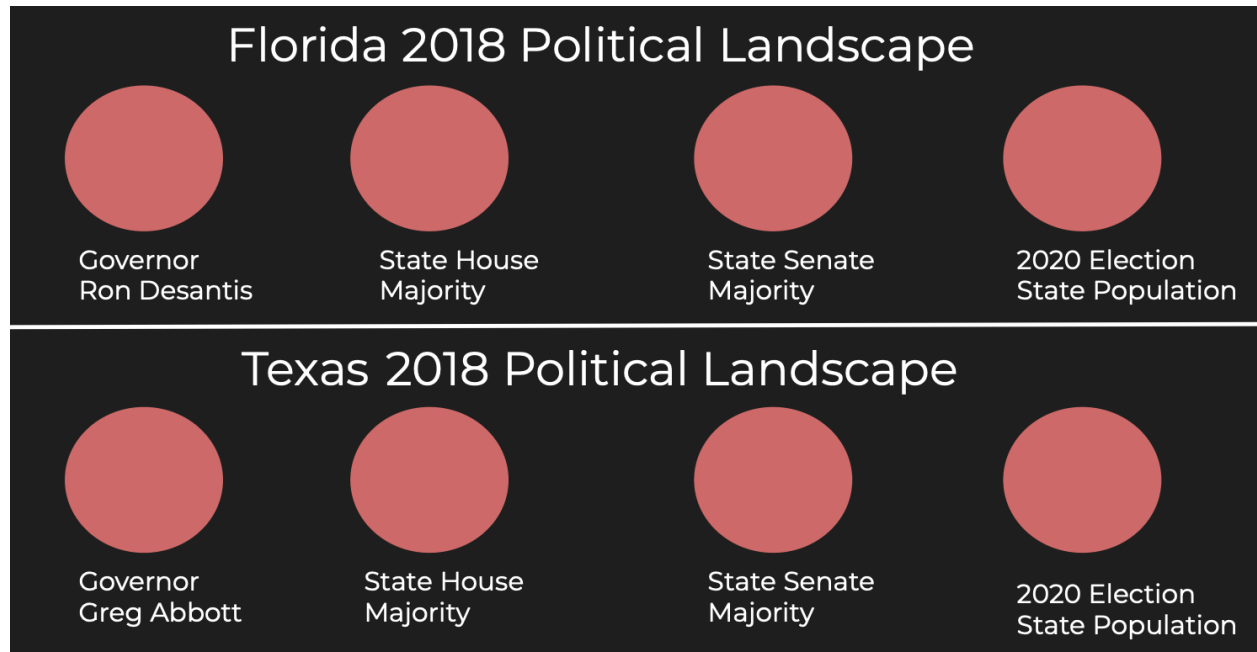 Florida 2018 Political Landscape
Governor
Ron Desantis
State House
Majority
State Senate
Majority
2020 Election
State Population
Texas 2018 Political Landscape
Governor
Greg Abbott
State House
Majority
State Senate
Majority
2020 Election
State Population